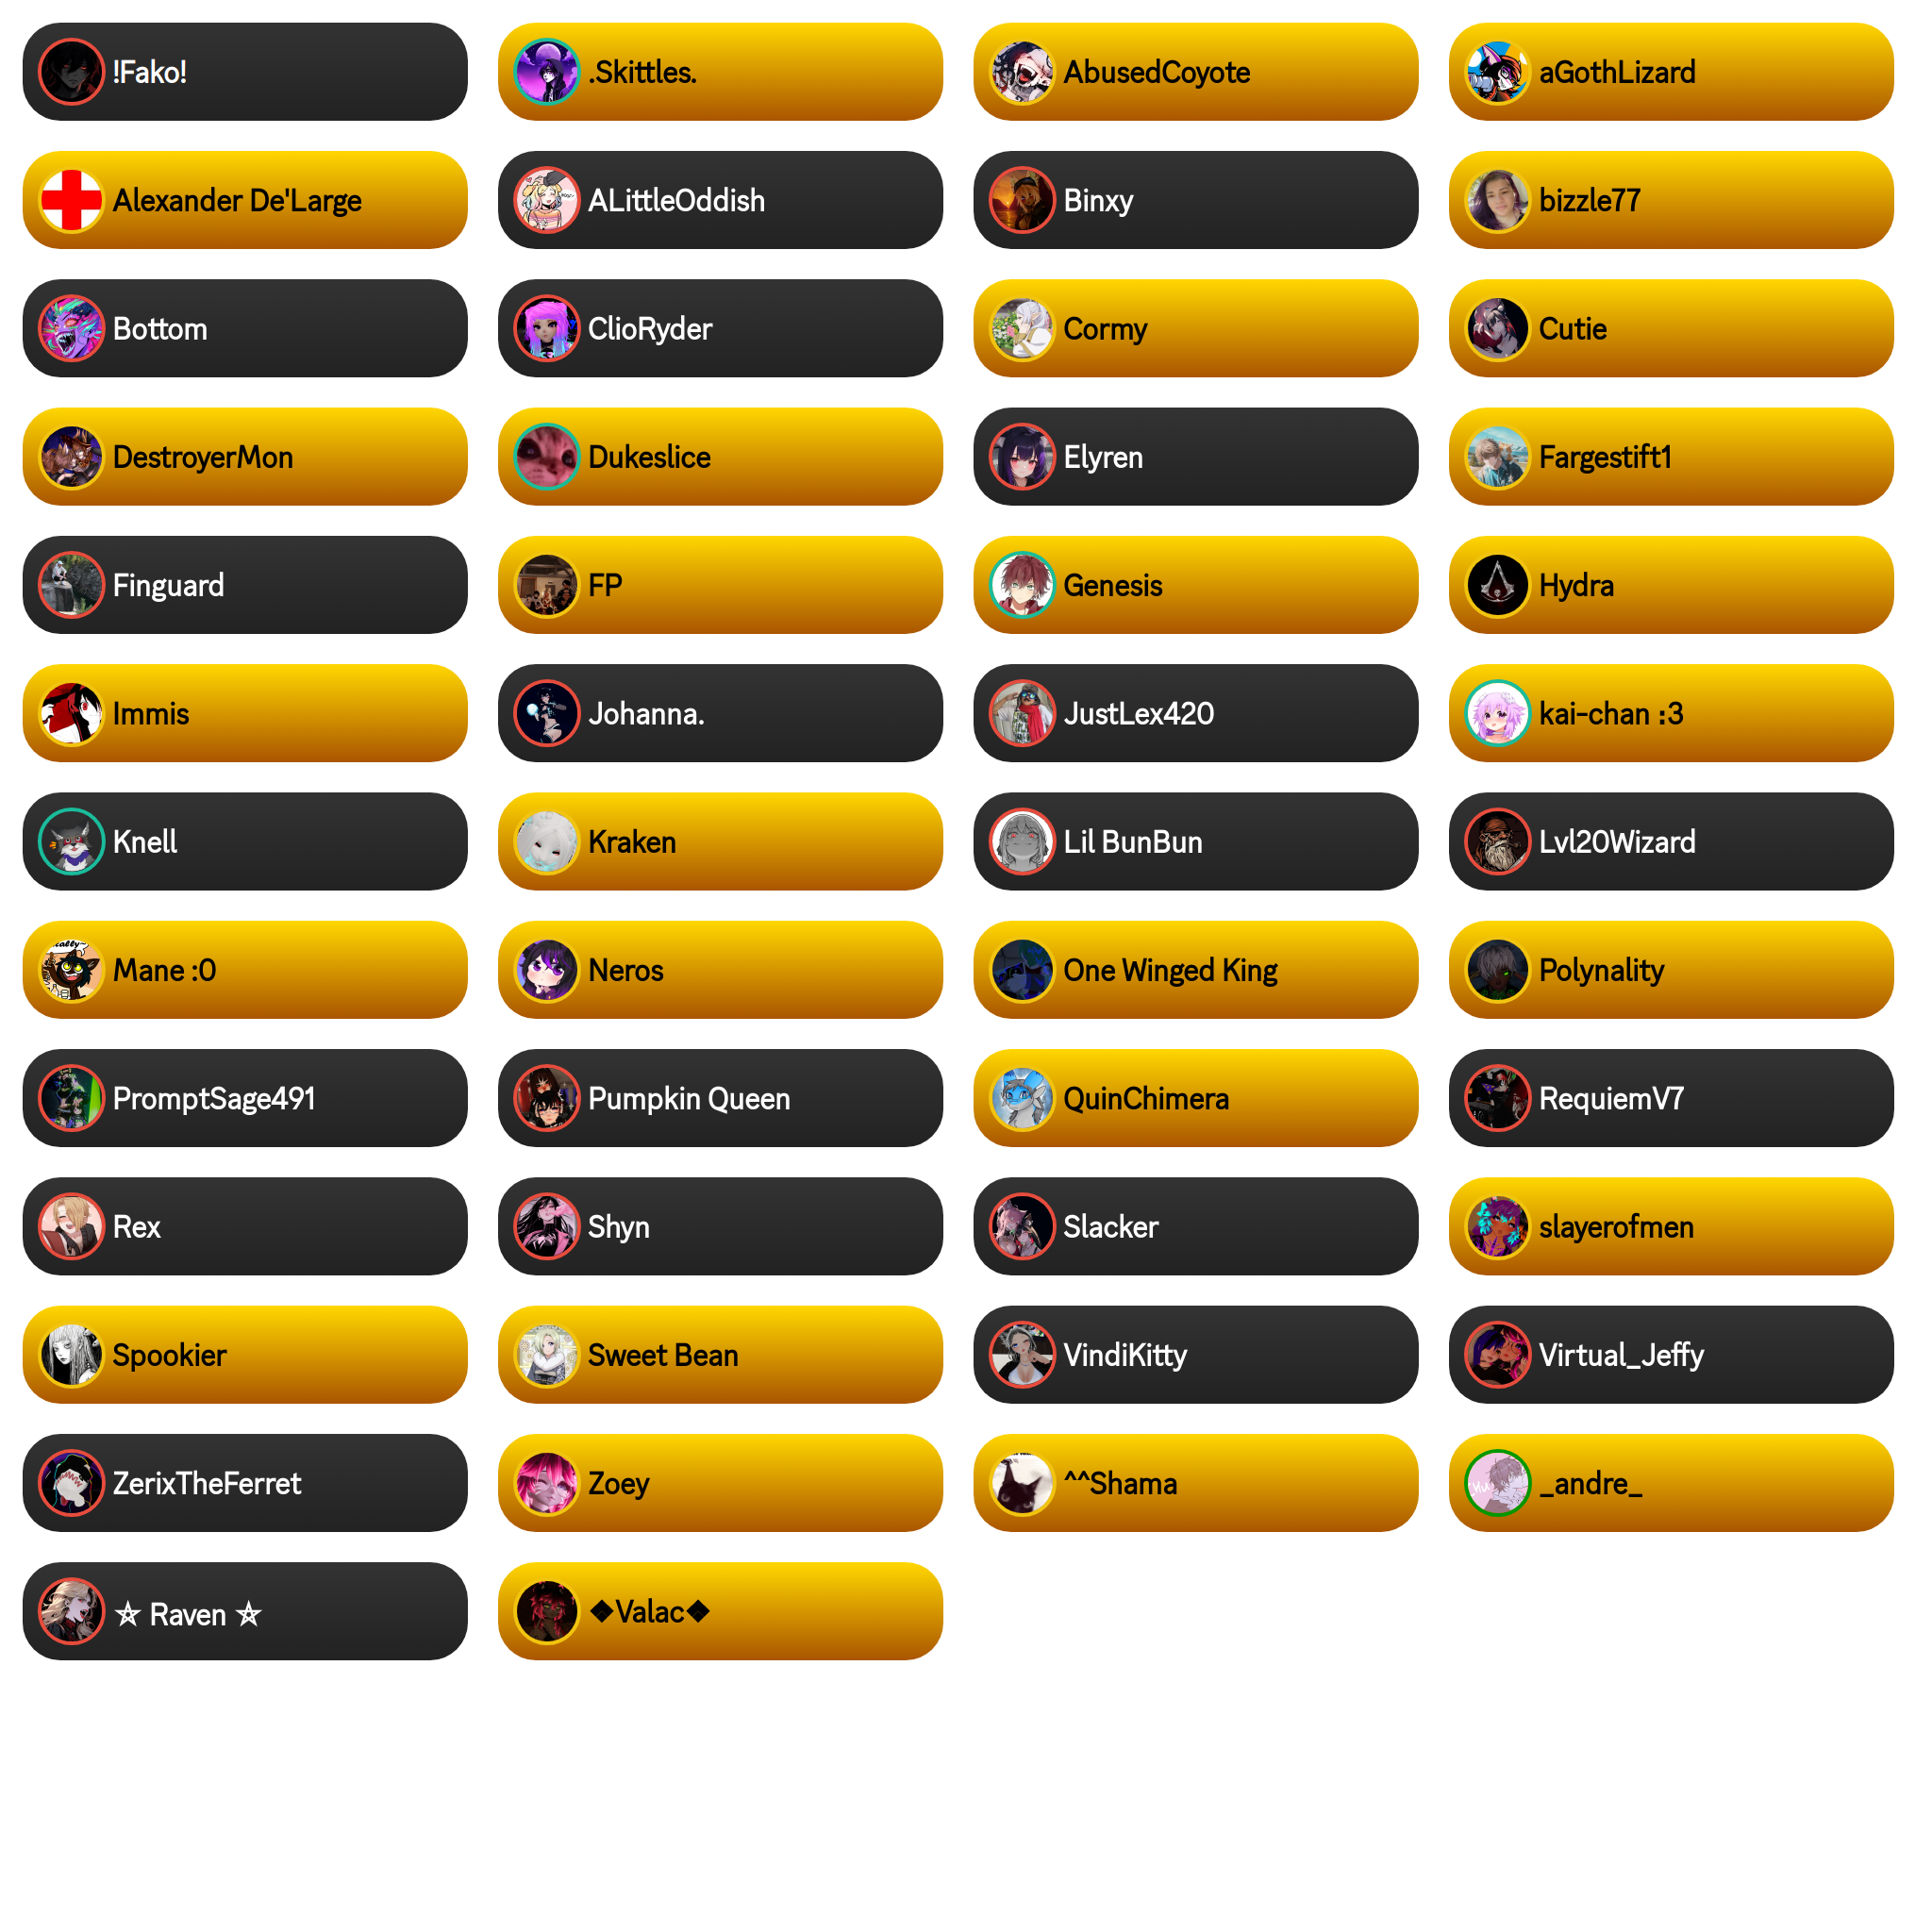 !Fako!
.Skittles.
AbusedCoyote
aGothLizard
Alexander De'Large
ALittleOddish
Binxy
bizzle77
Bottom
ClioRyder
Cormy
Cutie
DestroyerMon
Dukeslice
Elyren
Fargestift1
Finguard
FP
Genesis
Hydra
Immis
Johanna.
JustLex420
kai-chan :3
Knell
Kraken
Lil BunBun
Lvl20Wizard
Mane :0
Neros
One Winged King
Polynality
PromptSage491
Pumpkin Queen
QuinChimera
RequiemV7
Rex
Shyn
Slacker
slayerofmen
Spookier
Sweet Bean
VindiKitty
Virtual_Jeffy
ZerixTheFerret
Zoey
^^Shama
_andre_
⛤ Raven ⛤
❖Valac❖